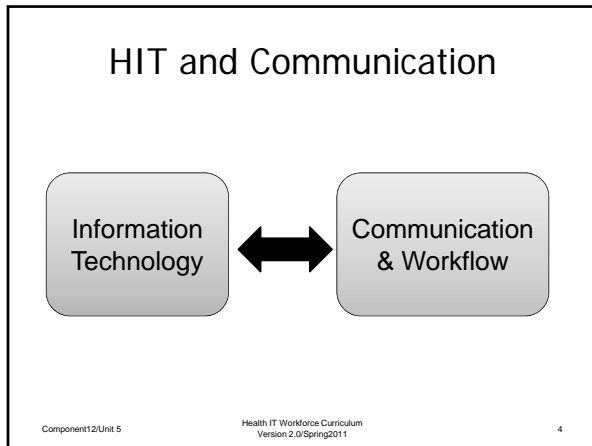 HIT and Communication
Information
Technology
Communication
& Workflow
Component12/Unit 5
Health IT Workforce Curriculum
Version 2.0/Spring2011
4